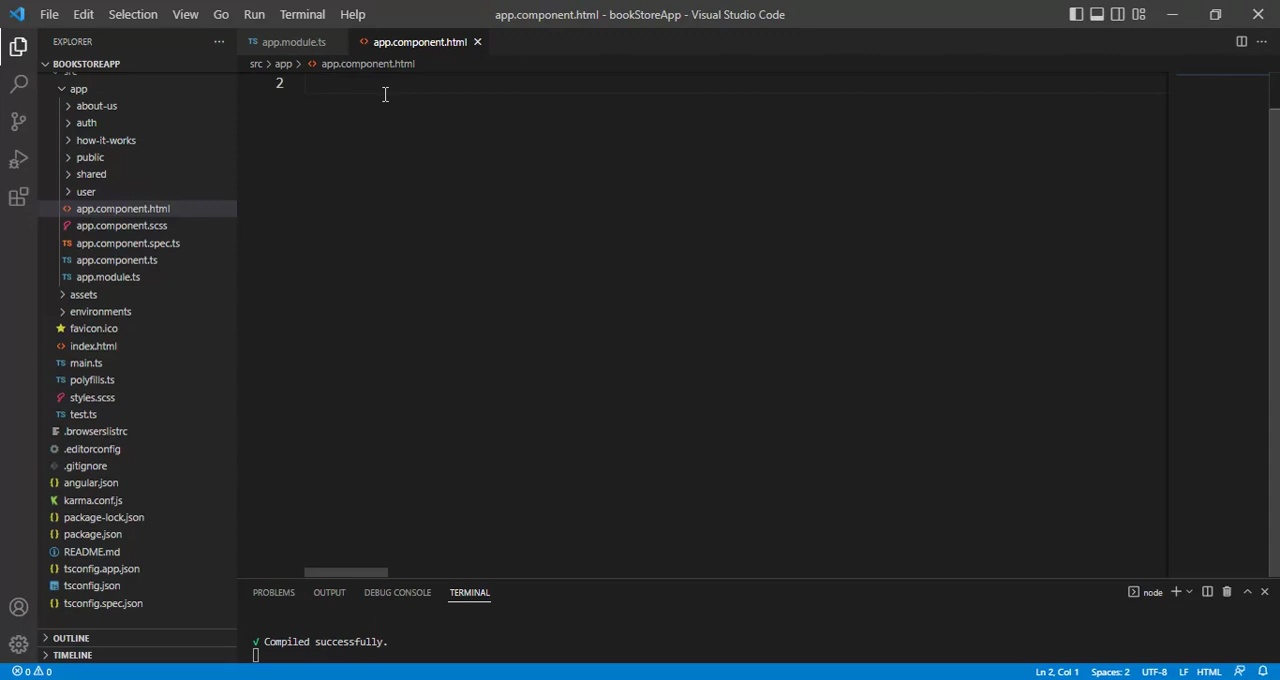 File Edit Selection View Go Run Terminal Help
app.component.html - bookStoreApp - Visual Studio Code
EXPLORER
BOOKSTOREAPP
app
about-us
auth
how-it-works
public
shared
user
app.component.html
app.component.scss
app.component.spec.ts
app.component.ts
app.module.ts
assets
environments
favicon.ico
index.html
main.ts
polyfills.ts
styles.scss
test.ts
.browserslistrc
.editorconfig
.gitignore
angular.json
karma.conf.js
package-lock.json
package.json
README.md
tsconfig.app.json
tsconfig.json
tsconfig.spec.json
OUTLINE
TIMELINE
TS app.module.ts
app.component.html
src > app > app.component.html
2
PROBLEMS OUTPUT DEBUG CONSOLE TERMINAL
node
√ Compiled successfully.
0 0
Ln 2, Col 1 Spaces: 2 UTF-8 LF HTML